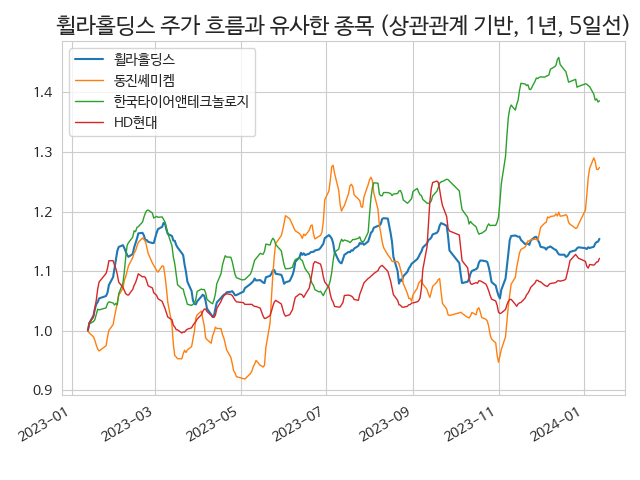 휠라홀딩스 주가 흐름과 유사한 종목 (상관관계 기반, 1년, 5일선)
휠라홀딩스
동진쎄미켐
한국타이어앤테크놀로지
HD현대
1.4
1.3
1.2
1.1
1.0
0.9
2023-01
2023-03
2023-05
2023-07
2023-09
2023-11
2024-01